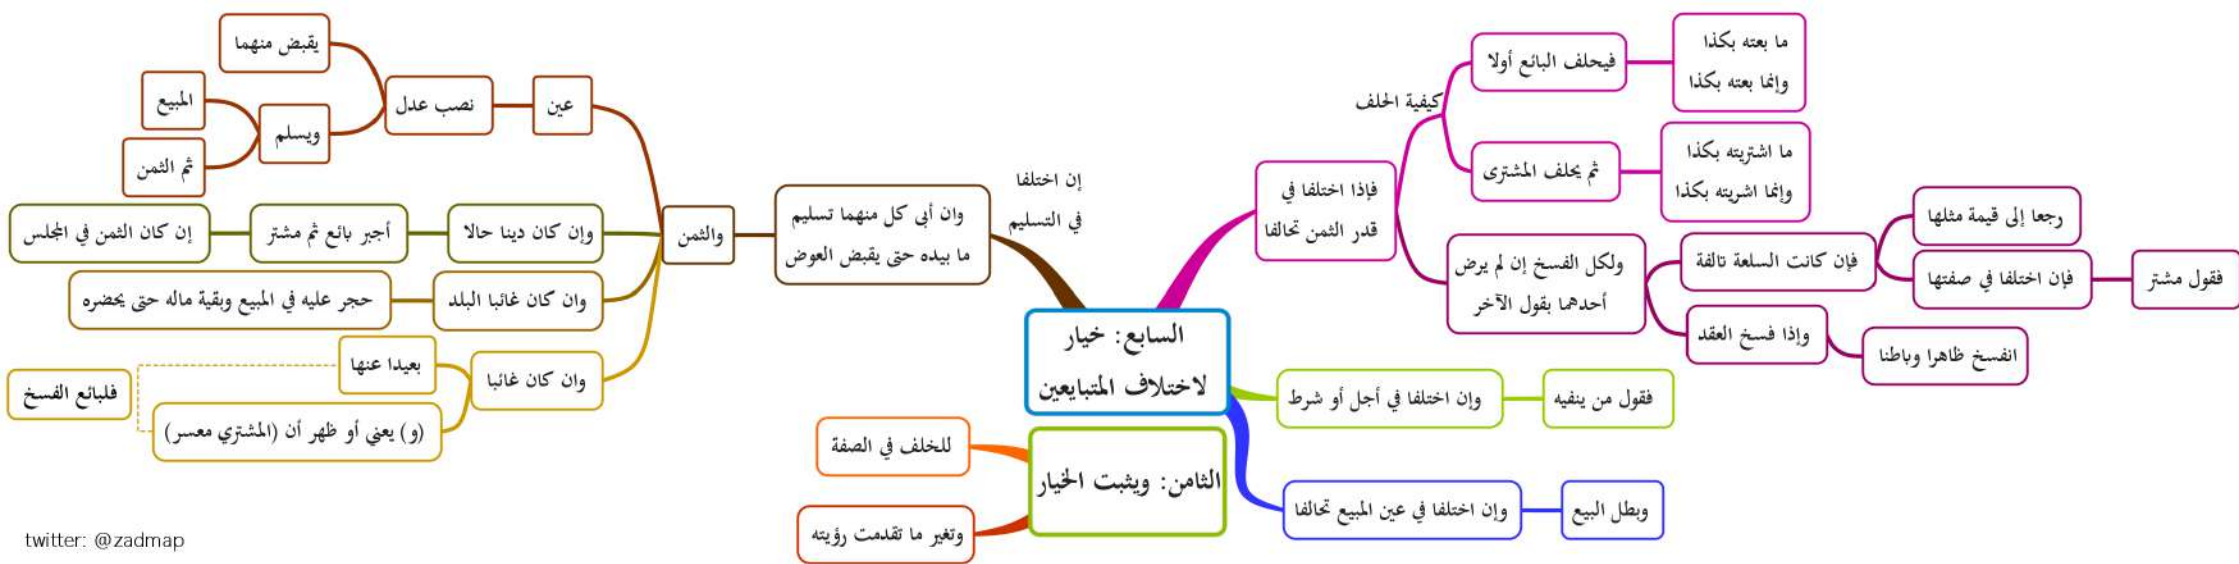 السابع: خيار
لاختلاف المتبايعين
فإذا اختلفا في
قدر الثمن تحالفا
كيفية الحلف
فيحلف البائع أولا
ما بعته بكذا
وإنما بعته بكذا
ثم يحلف المشترى
ما اشتريته بكذا
وإنما اشريته بكذا
ولكل الفسخ إن لم يرض
أحدهما بقول الآخر
فإن كانت السلعة تالفة
رجعا إلى قيمة مثلها
فإن اختلفا في صفتها
فقول مشتر
وإذا فسخ العقد
انفسخ ظاهرا وباطنا
وإن اختلفا في أجل أو شرط
فقول من ينفيه
وإن اختلفا في عين المبيع تحالفا
وبطل البيع
إن اختلفا
في التسليم
وان أبى كل منهما تسليم
ما بيده حتى يقبض العوض
والثمن
عين
نصب عدل
يقبض منهما
ويسلم
المبيع
ثم الثمن
وإن كان دينا حالا
أجبر بائع ثم مشتر
إن كان الثمن في المجلس
وان كان غائبا البلد
حجر عليه في المبيع وبقية ماله حتى يحضره
وان كان غائبا
بعيدا عنها
(و) يعني أو ظهر أن (المشتري معسر)
فلبائع الفسخ
الثامن: ويثبت الخيار
للخلف في الصفة
وتغير ما تقدمت رؤيته
twitter: @zadmap